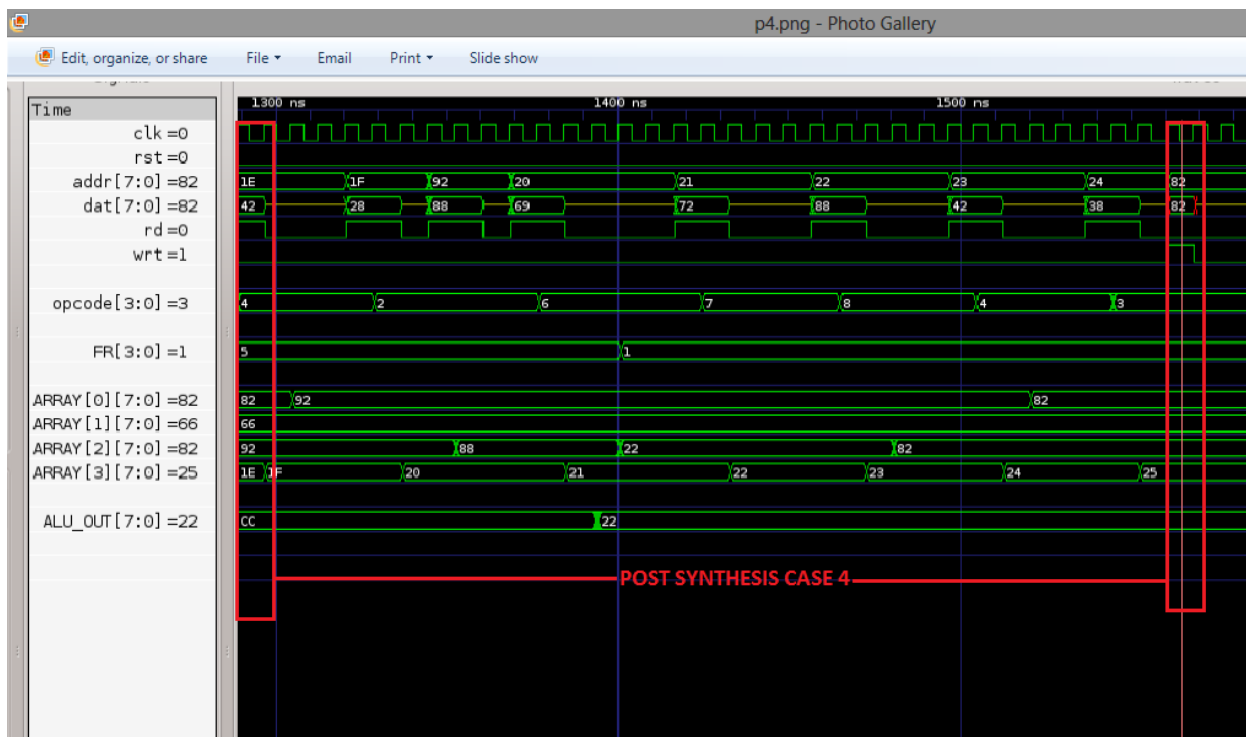 p4.png - Photo Gallery
Edit, organize, or share File Email Print Slide show
Time 1300 ns 1400 ns 1500 ns
clk =0
rst =0
addr[7:0] =82 1E 1F 92 20 21 22 23 24 82
dat[7:0] =82 42 28 88 69 72 88 42 38 82
rd =0
wrt =1
opcode[3:0] =3 4 2 6 7 8 4 3
FR[3:0] =1 5 1
ARRAY[0][7:0] =82 82 92 82
ARRAY[1][7:0] =66 66
ARRAY[2][7:0] =82 92 88 22 82
ARRAY[3][7:0] =25 1E 1F 20 21 22 23 24 25
ALU_OUT[7:0] =22 CC 22
POST SYNTHESIS CASE 4